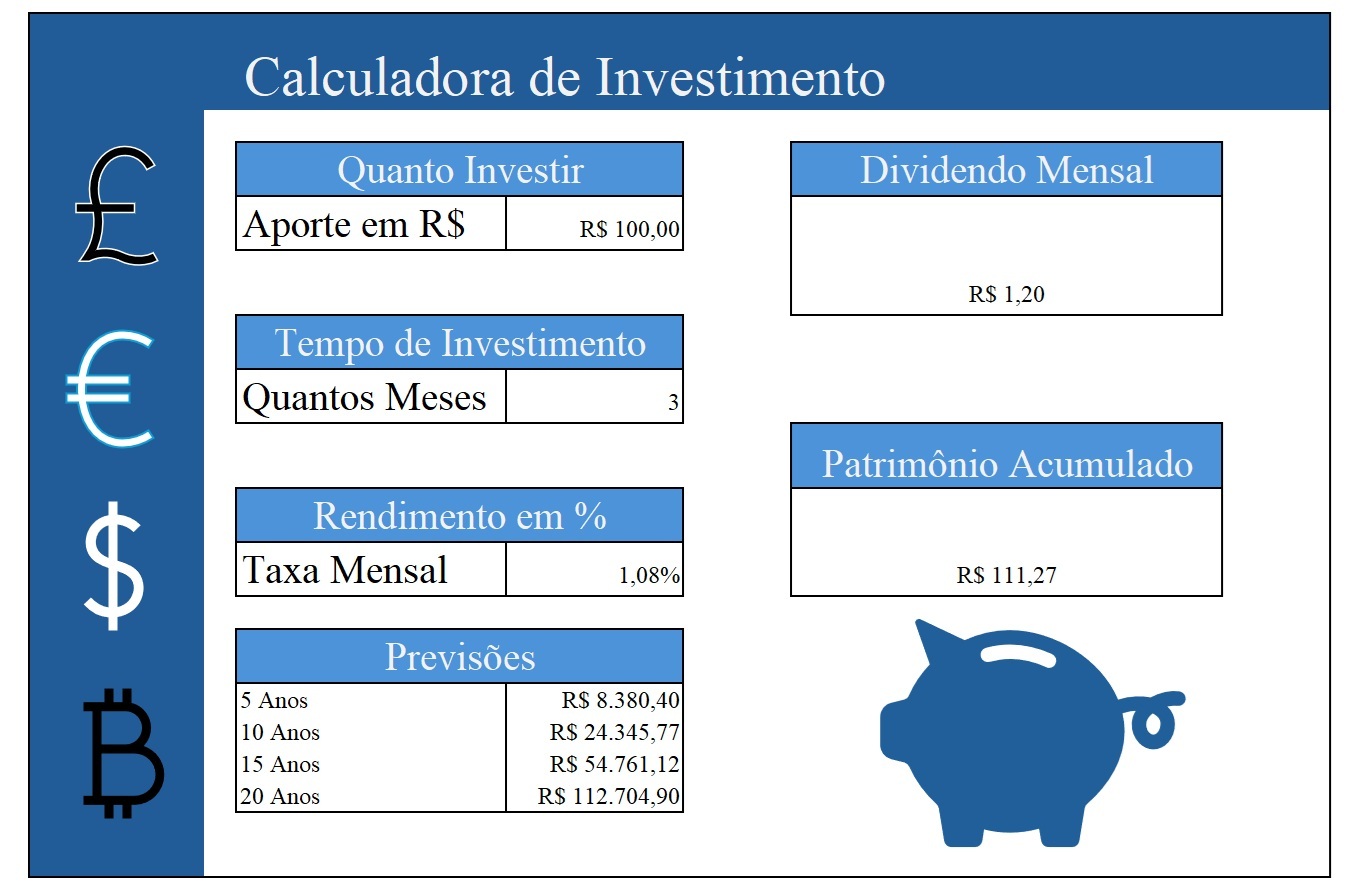 Calculadora de Investimento
Quanto Investir
Aporte em R$ R$ 100,00
Tempo de Investimento
Quantos Meses 3
Rendimento em %
Taxa Mensal 1,08%
Previsões
5 Anos R$ 8.380,40
10 Anos R$ 24.345,77
15 Anos R$ 54.761,12
20 Anos R$ 112.704,90
Dividendo Mensal
R$ 1,20
Patrimônio Acumulado
R$ 111,27